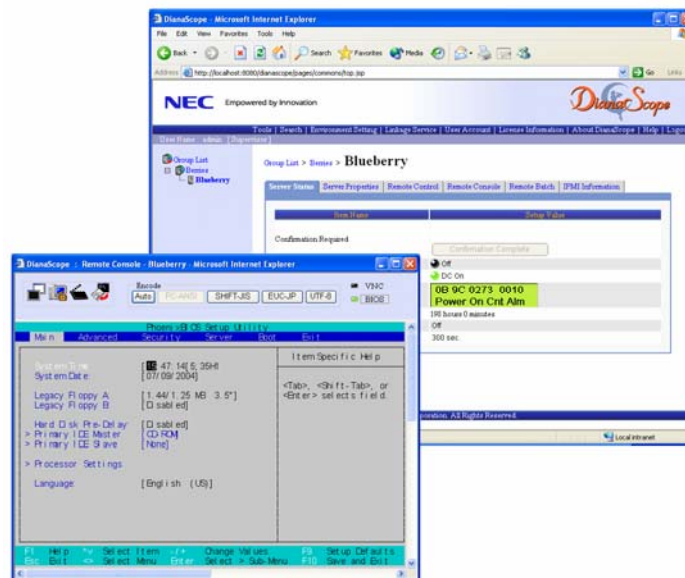 DianaScope - Microsoft Internet Explorer
File Edit View Favorites Tools Help
Back Search Favorites Media
Address http://localhost:8080/dianascope/pages/commons/top.jsp Go Links
NEC Empowered by Innovation DianaScope
Tools | Search | Environment Setting | Linkage Service | User Account | License Information | About DianaScope | Help | Logout
User Name : admin [Supervisor]
Group List
Berries
Blueberry
Group List > Berries > Blueberry
Server Status Server Properties Remote Control Remote Console Remote Batch IPMI Information
Item Name Setup Value
Confirmation Required
Confirmation Complete
Off
DC On
0B 9C 0273 0010
Power On Cnt Alm
198 hours 0 minutes
Off
300 sec.
poration. All Rights Reserved.
Local intranet
DianaScope : Remote Console - Blueberry - Microsoft Internet Explorer
Encode
Auto PC-ANSI SHIFT-JIS EUC-JP UTF-8
VNC
BIOS
PhoenixBIOS Setup Utility
Main Advanced Security Server Boot Exit
Item Specific Help
System Time
System Date: [07/09/2004]
<Tab>, <Shift-Tab>, or
<Enter> selects field.
Legacy Floppy A: [1.44/1.25 MB 3.5"]
Legacy Floppy B: [Disabled]
Hard Disk Pre-Delay: [Disabled]
> Primary IDE Master [CD-ROM]
> Primary IDE Slave [None]
> Processor Settings
Language: [English (US)]
F1 Help ^v Select Item -/+ Change Values F9 Setup Defaults
Esc Exit <> Select Menu Enter Select > Sub-Menu F10 Save and Exit